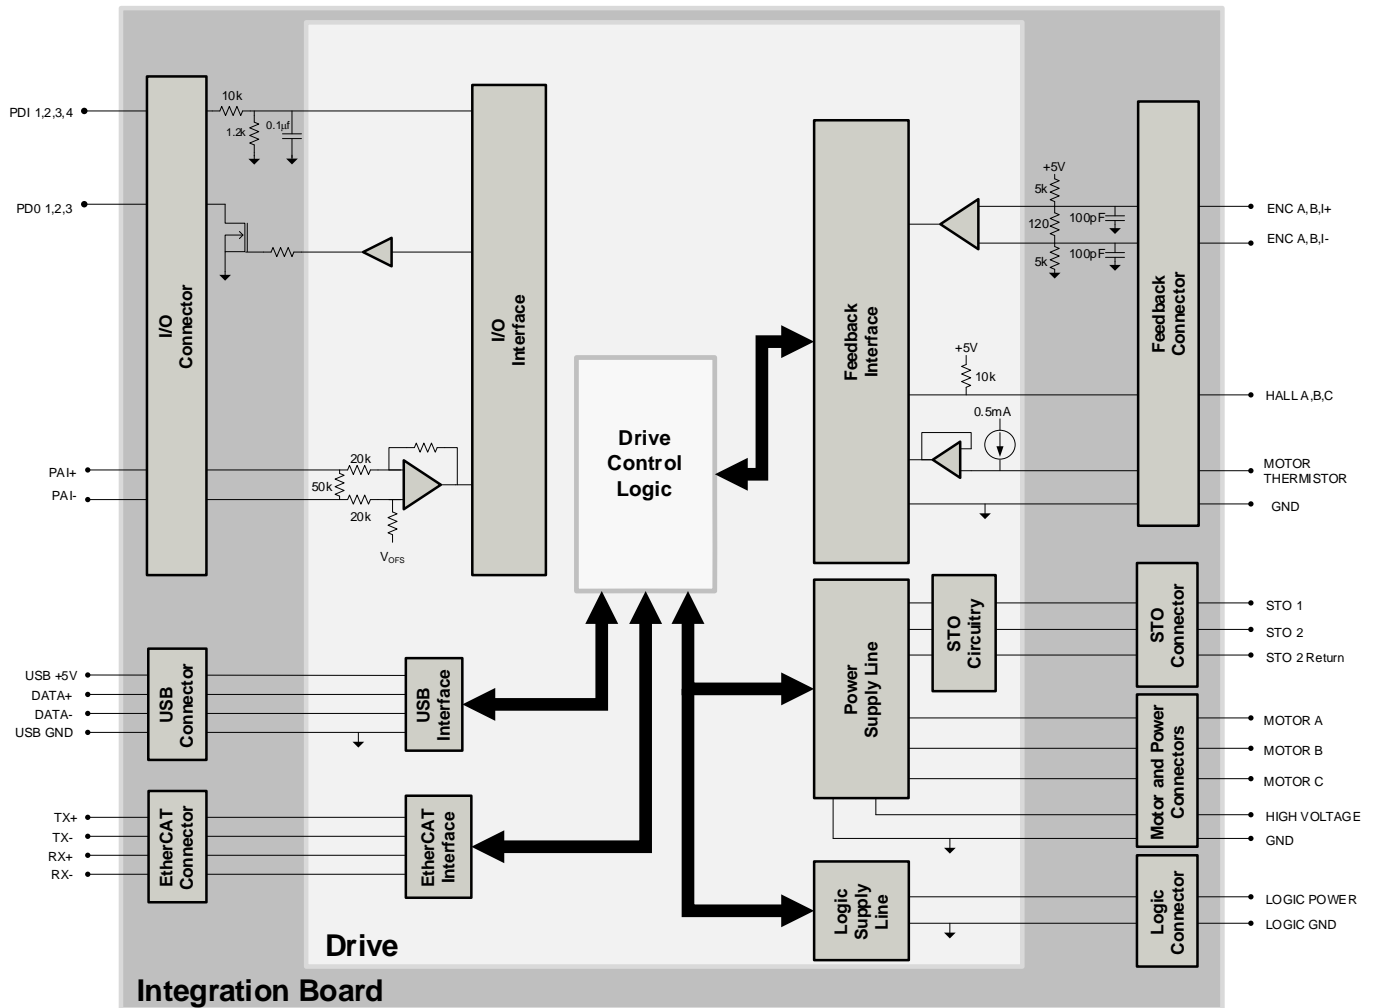 PDI 1,2,3,4
PD0 1,2,3
10k
1.2k
0.1µf
I/O
Connector
I/O
Interface
PAI+
PAI-
20k
50k
20k
VOFS
Drive
Control
Logic
Feedback
Interface
+5V
5k
120
5k
100pF
100pF
+5V
10k
0.5mA
Feedback
Connector
ENC A,B,I+
ENC A,B,I-
HALL A,B,C
MOTOR
THERMISTOR
GND
Power
Supply Line
STO
Circuitry
STO
Connector
STO 1
STO 2
STO 2 Return
Motor and Power
Connectors
MOTOR A
MOTOR B
MOTOR C
HIGH VOLTAGE
GND
USB +5V
DATA+
DATA-
USB GND
USB
Connector
USB
Interface
TX+
TX-
RX+
RX-
EtherCAT
Connector
EtherCAT
Interface
Logic
Supply
Line
Logic
Connector
LOGIC POWER
LOGIC GND
Drive
Integration Board